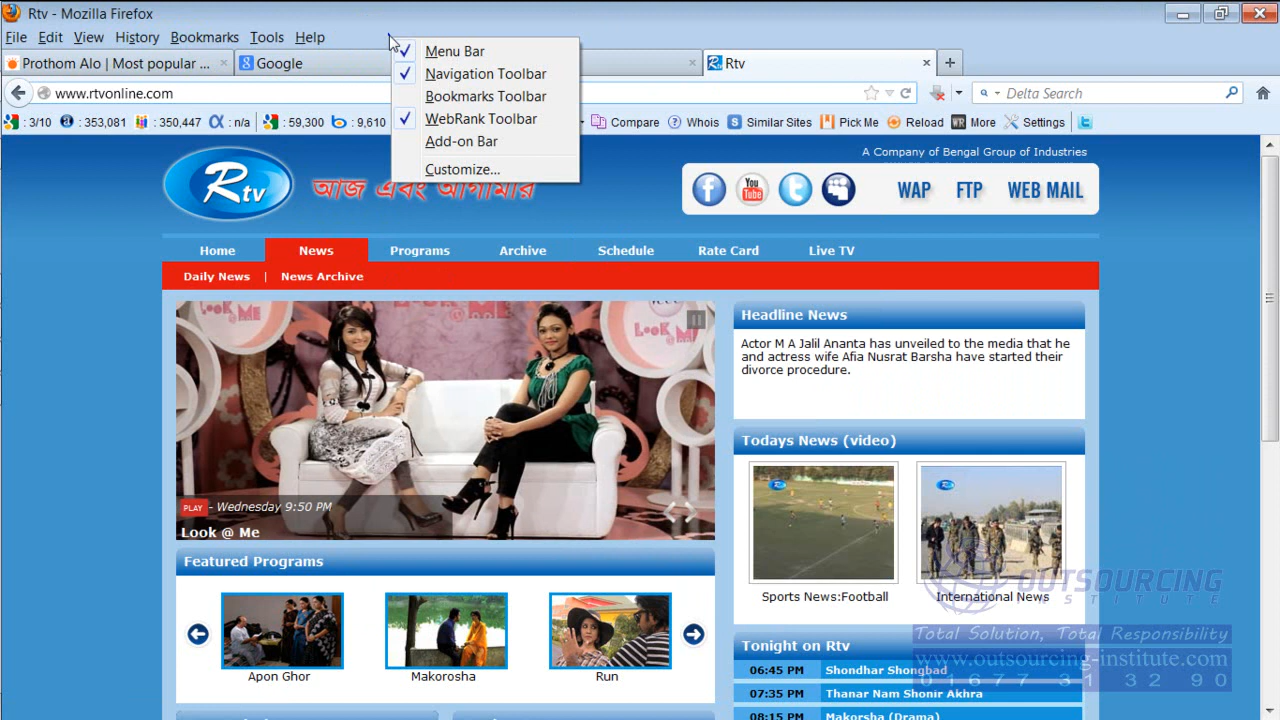 Rtv - Mozilla Firefox
File Edit View History Bookmarks Tools Help
Prothom Alo | Most popular ... Google Rtv
www.rtvonline.com Delta Search
: 3/10 : 353,081 : 350,447 : n/a : 59,300 : 9,610 Compare Whois Similar Sites Pick Me Reload More Settings
Menu Bar
Navigation Toolbar
Bookmarks Toolbar
WebRank Toolbar
Add-on Bar
Customize...
A Company of Bengal Group of Industries
Rtv আজ এবং আগামীর
You Tube WAP FTP WEB MAIL
Home News Programs Archive Schedule Rate Card Live TV
Daily News | News Archive
LOOK @ ME
PLAY - Wednesday 9:50 PM
Look @ Me
Headline News
Actor M A Jalil Ananta has unveiled to the media that he
and actress wife Afia Nusrat Barsha have started their
divorce procedure.
Todays News (video)
Sports News:Football International News
Featured Programs
Apon Ghor Makorosha Run
Tonight on Rtv
06:45 PM Shondhar Shongbad
07:35 PM Thanar Nam Shonir Akhra
08:15 PM Makorsha (Drama)
OUTSOURCING
INSTITUTE
Total Solution, Total Responsibility
www.outsourcing-institute.com
01677 31 32 90